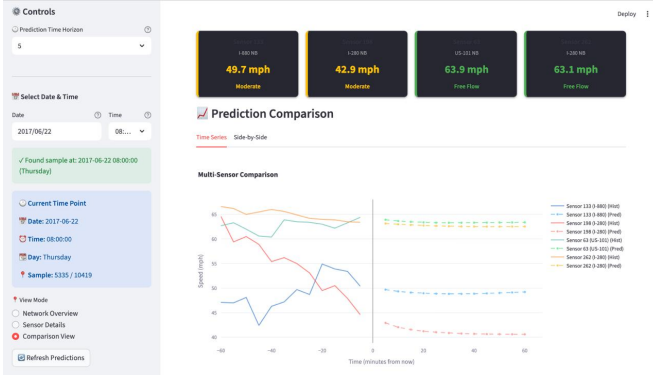 Controls
Prediction Time Horizon
5
Select Date & Time
Date
Time
2017/06/22
08:...
✓ Found sample at: 2017-06-22 08:00:00
(Thursday)
Current Time Point
Date: 2017-06-22
Time: 08:00:00
Day: Thursday
Sample: 5335 / 10419
View Mode
Network Overview
Sensor Details
Comparison View
Refresh Predictions
Deploy
I-880 NB
49.7 mph
Moderate
I-280 NB
42.9 mph
Moderate
US-101 NB
63.9 mph
Free Flow
I-280 NB
63.1 mph
Free Flow
Prediction Comparison
Time Series Side-by-Side
Multi-Sensor Comparison
Speed (mph)
65
60
55
50
45
40
−60 −40 −20 0 20 40 60
Time (minutes from now)
Sensor 133 (I-880) (Hist)
Sensor 133 (I-880) (Pred)
Sensor 198 (I-280) (Hist)
Sensor 198 (I-280) (Pred)
Sensor 63 (US-101) (Hist)
Sensor 63 (US-101) (Pred)
Sensor 262 (I-280) (Hist)
Sensor 262 (I-280) (Pred)